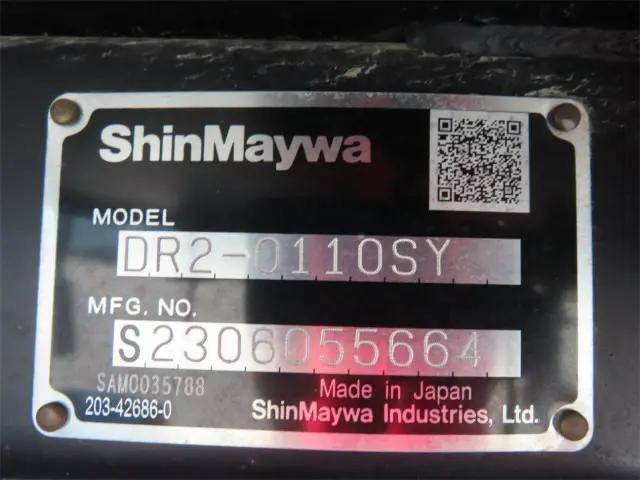 ShinMaywa
MODEL
DR2-0110SY
MFG. NO.
S2306055664
SAM0035788
203-42686-0
Made in Japan
ShinMaywa Industries, Ltd.